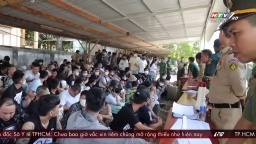 HTV9 HD
đốc Sở Y tế TPHCM: Chưa bao giờ vắc xin tiêm chủng mở rộng thiếu như hiện nay
TP HCM